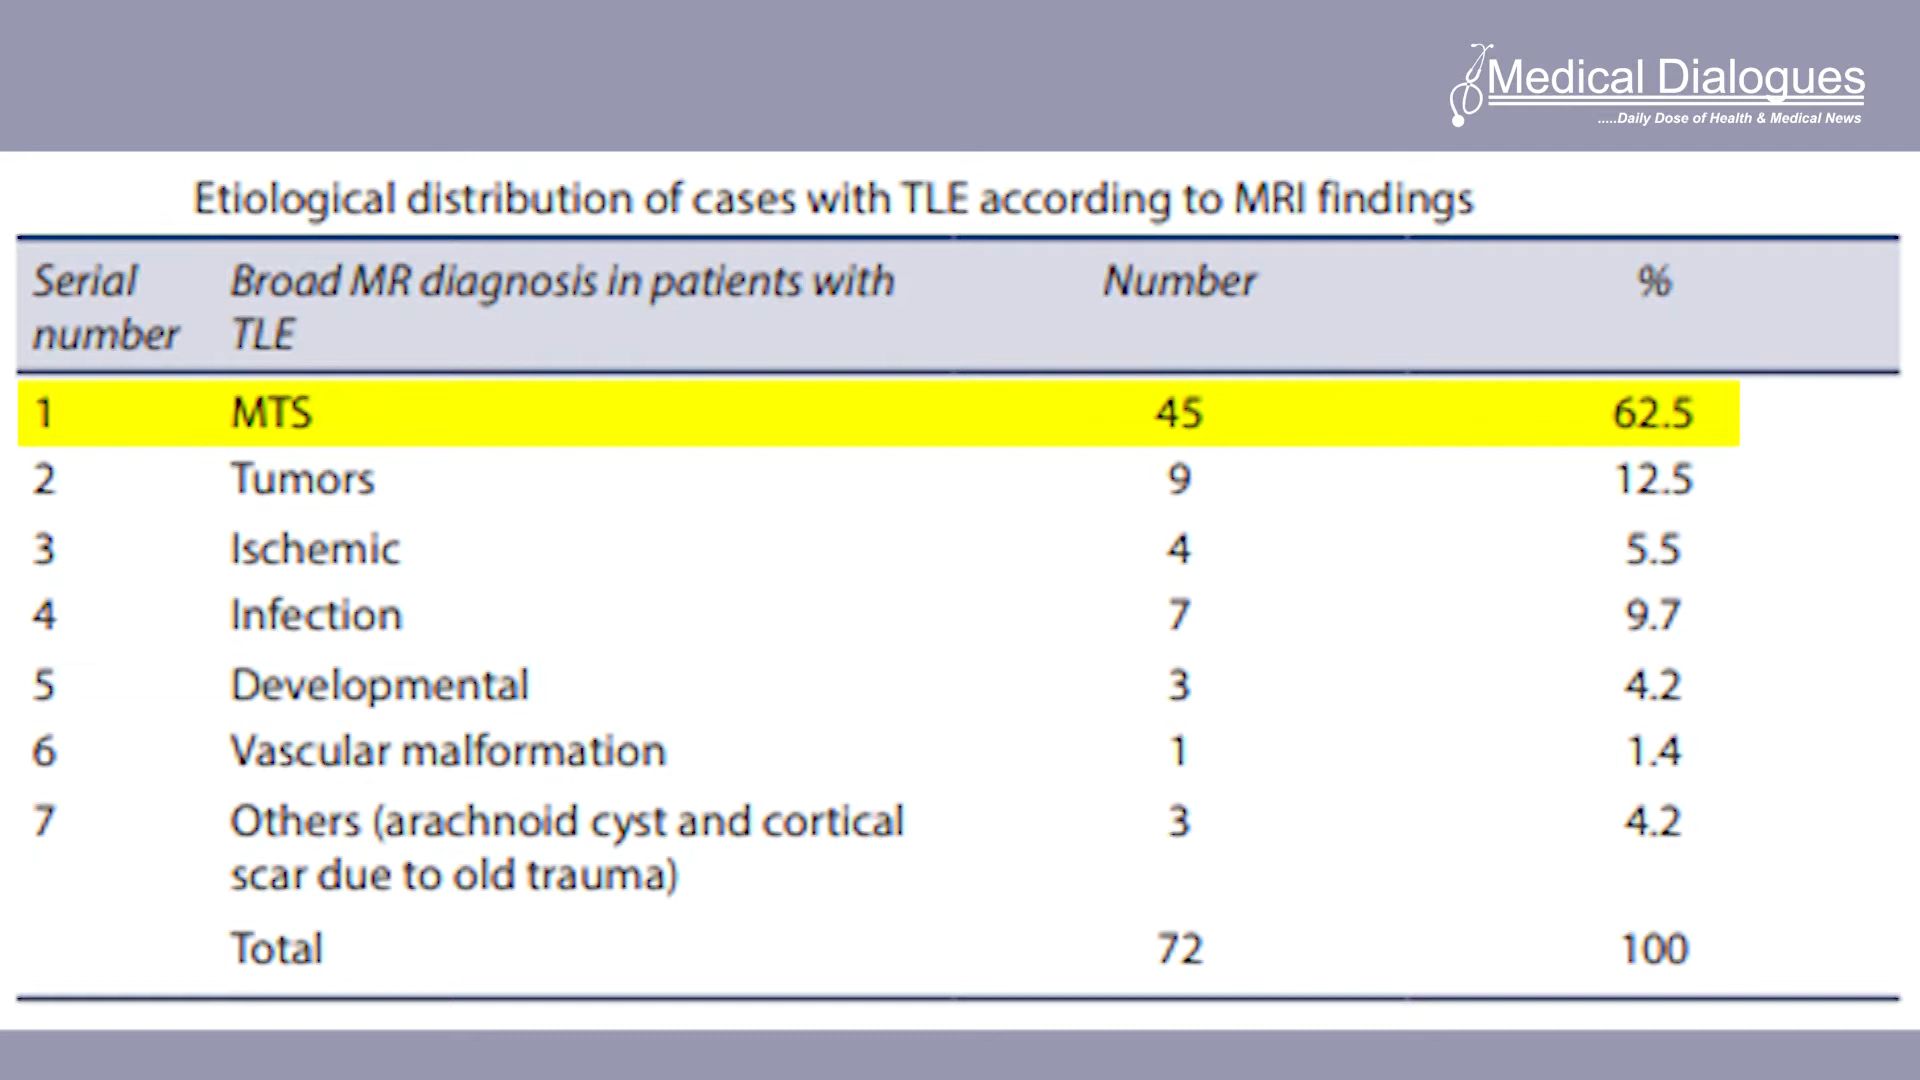 Medical Dialogues
.....Daily Dose of Health & Medical News
Etiological distribution of cases with TLE according to MRI findings
Serial number Broad MR diagnosis in patients with TLE Number %
1 MTS 45 62.5
2 Tumors 9 12.5
3 Ischemic 4 5.5
4 Infection 7 9.7
5 Developmental 3 4.2
6 Vascular malformation 1 1.4
7 Others (arachnoid cyst and cortical scar due to old trauma) 3 4.2
Total 72 100